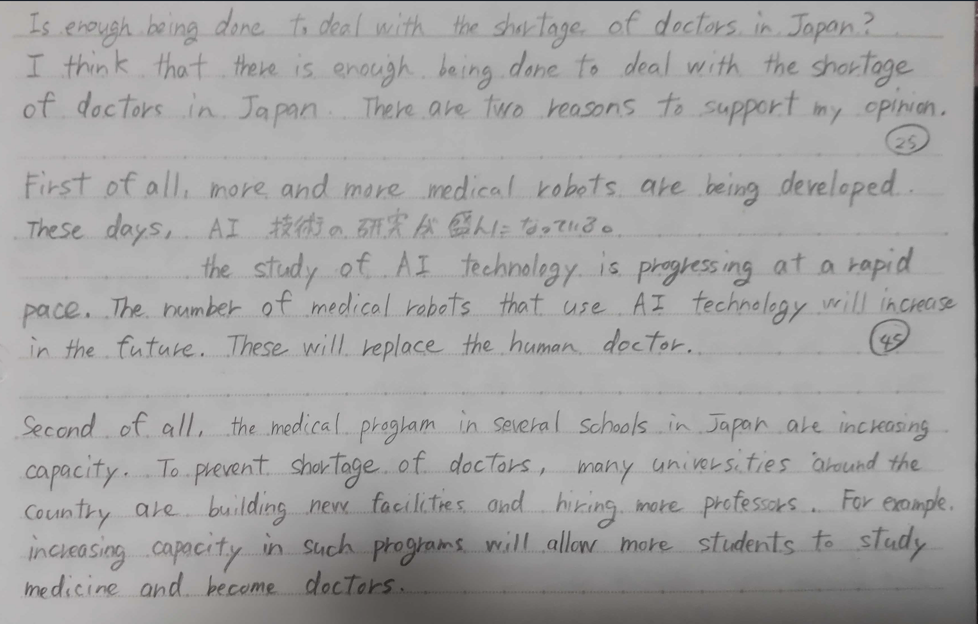 Is enough being done to deal with the shortage of doctors in Japan?
I think that there is enough being done to deal with the shortage
of doctors in Japan. There are two reasons to support my opinion.
25
First of all, more and more medical robots are being developed.
These days, AI 技術の研究が盛んになっている。
the study of AI technology is progressing at a rapid
pace. The number of medical robots that use AI technology will increase
in the future. These will replace the human doctor.
45
Second of all, the medical program in several schools in Japan are increasing
capacity. To prevent shortage of doctors, many universities around the
country are building new facilities and hiring more professors. For example,
increasing capacity in such programs will allow more students to study
medicine and become doctors.